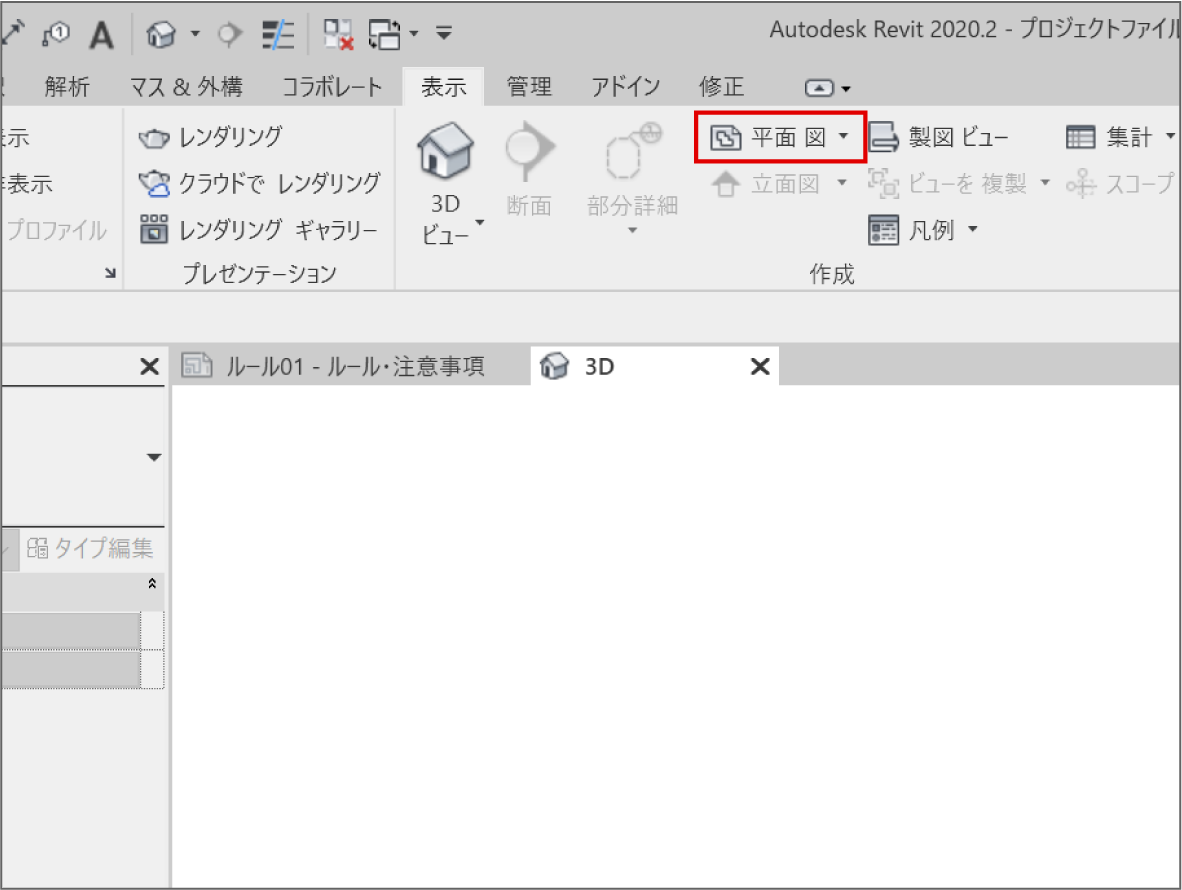 A
Autodesk Revit 2020.2 - プロジェクトファイル
解析 マス & 外構 コラボレート 表示 管理 アドイン 修正
表示 レンダリング 平面 図 製図 ビュー 集計
表示 クラウドで レンダリング 立面図 ビューを 複製 スコープ
プロファイル レンダリング ギャラリー 3D ビュー 断面 部分詳細 凡例
プレゼンテーション 作成
ルール01 - ルール・注意事項 3D
タイプ編集